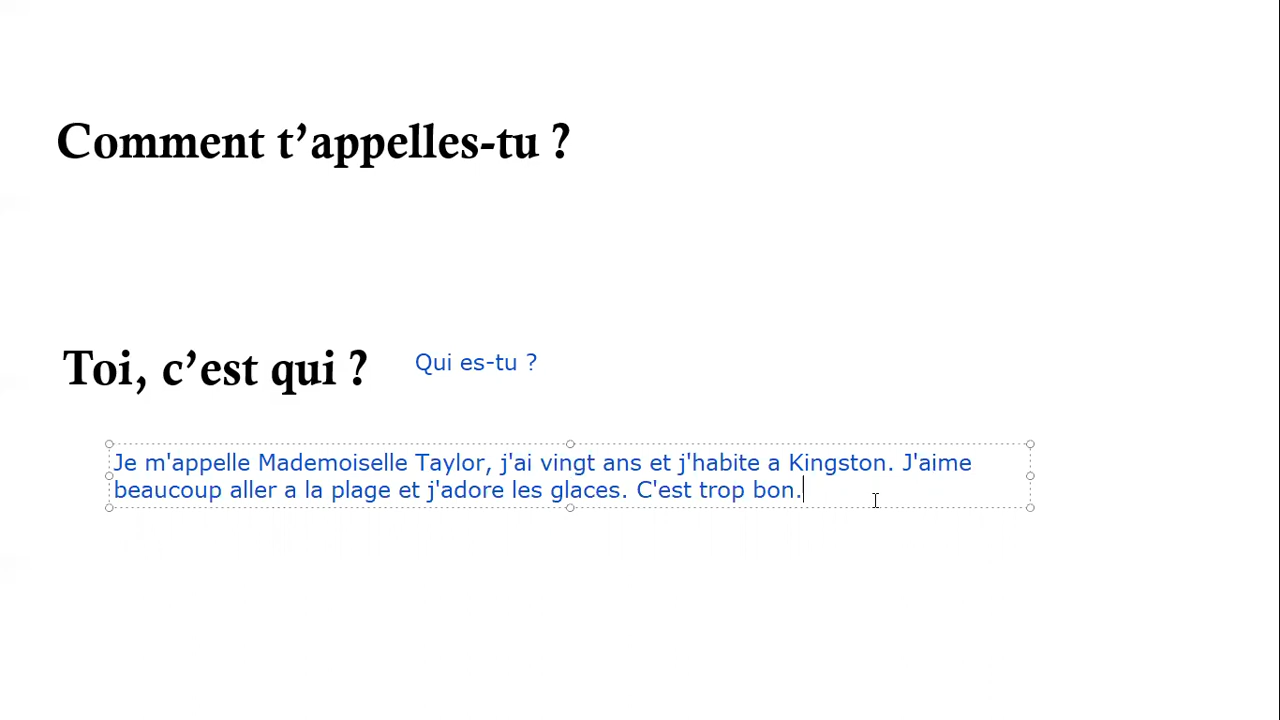 Comment t’appelles-tu ?
Toi, c’est qui ?
Qui es-tu ?
Je m'appelle Mademoiselle Taylor, j'ai vingt ans et j'habite a Kingston. J'aime
beaucoup aller a la plage et j'adore les glaces. C'est trop bon.